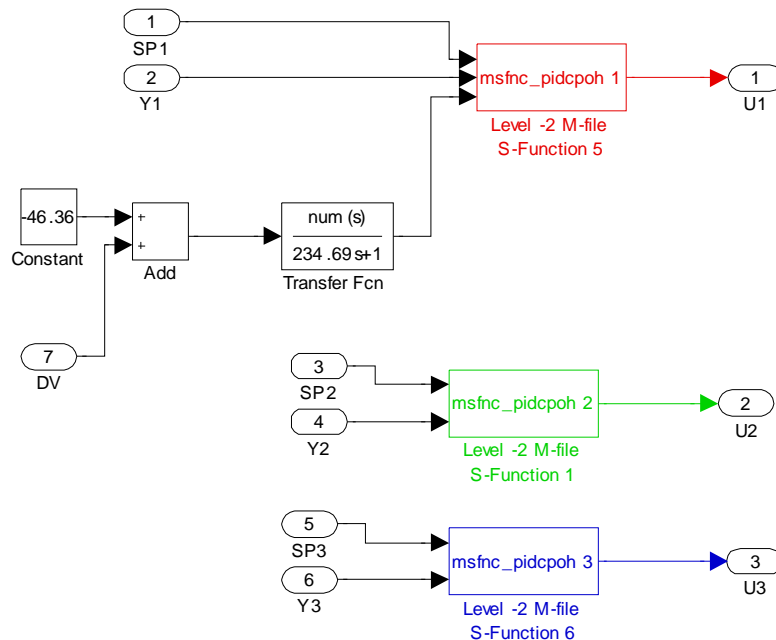 1
SP1
2
Y1
msfnc_pidcpoh 1
Level -2 M-file
S-Function 5
1
U1
-46.36
Constant
+
+
Add
num (s)
234 .69 s+1
Transfer Fcn
7
DV
3
SP2
4
Y2
msfnc_pidcpoh 2
Level -2 M-file
S-Function 1
2
U2
5
SP3
6
Y3
msfnc_pidcpoh 3
Level -2 M-file
S-Function 6
3
U3